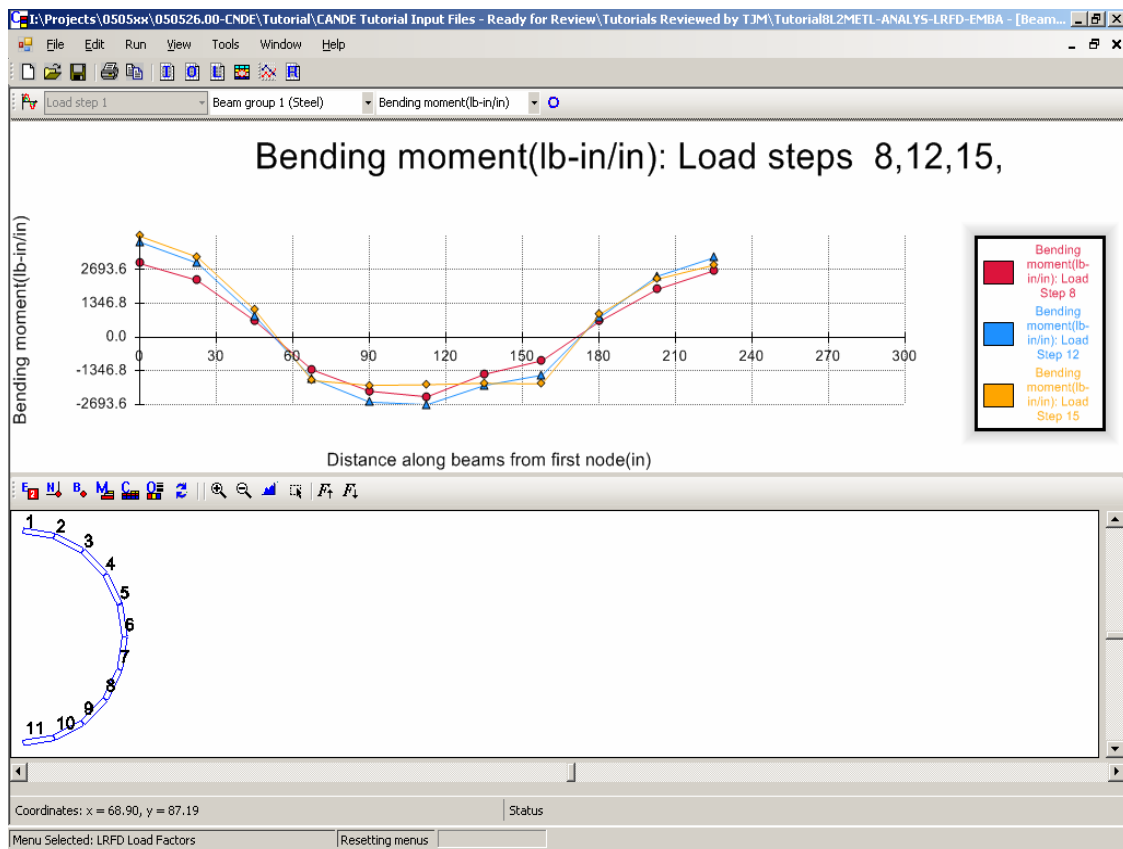 I:\Projects\0505xx\050526.00-CNDE\Tutorial\CANDE Tutorial Input Files - Ready for Review\Tutorials Reviewed by TJM\Tutorial8L2METL-ANALYS-LRFD-EMBA - [Beam...
File Edit Run View Tools Window Help
Load step 1 Beam group 1 (Steel) Bending moment(lb-in/in)
Bending moment(lb-in/in): Load steps 8,12,15,
Bending moment(lb-in/in)
2693.6
1346.8
0.0
-1346.8
-2693.6
0 30 60 90 120 150 180 210 240 270 300
Distance along beams from first node(in)
Bending
moment(lb-
in/in): Load
Step 8
Bending
moment(lb-
in/in): Load
Step 12
Bending
moment(lb-
in/in): Load
Step 15
1
2
3
4
5
6
7
8
9
10
11
Coordinates: x = 68.90, y = 87.19 Status
Menu Selected: LRFD Load Factors Resetting menus